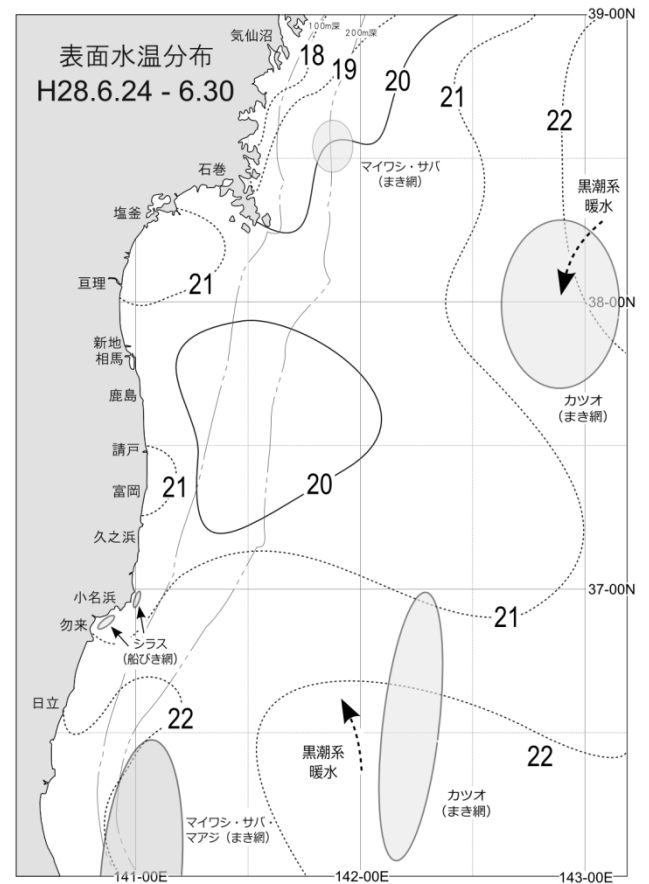 39-00N
気仙沼
100m深
200m深
表面水温分布
H28.6.24 - 6.30
18
19
20
21
22
マイワシ・サバ
（まき網）
石巻
黒潮系
暖水
塩釜
21
亘理
38-00N
新地
相馬
鹿島
カツオ
（まき網）
請戸
21
20
富岡
久之浜
37-00N
小名浜
21
勿来
シラス
（船びき網）
日立
22
黒潮系
暖水
22
カツオ
（まき網）
マイワシ・サバ・
マアジ（まき網）
141-00E
142-00E
143-00E